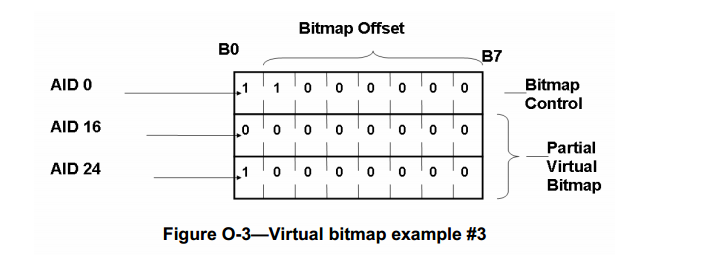 Bitmap Offset
B0
B7
AID 0
1 1 0 0 0 0 0 0
Bitmap
Control
AID 16
0 0 0 0 0 0 0 0
Partial
Virtual
Bitmap
AID 24
1 0 0 0 0 0 0 0
Figure O-3—Virtual bitmap example #3